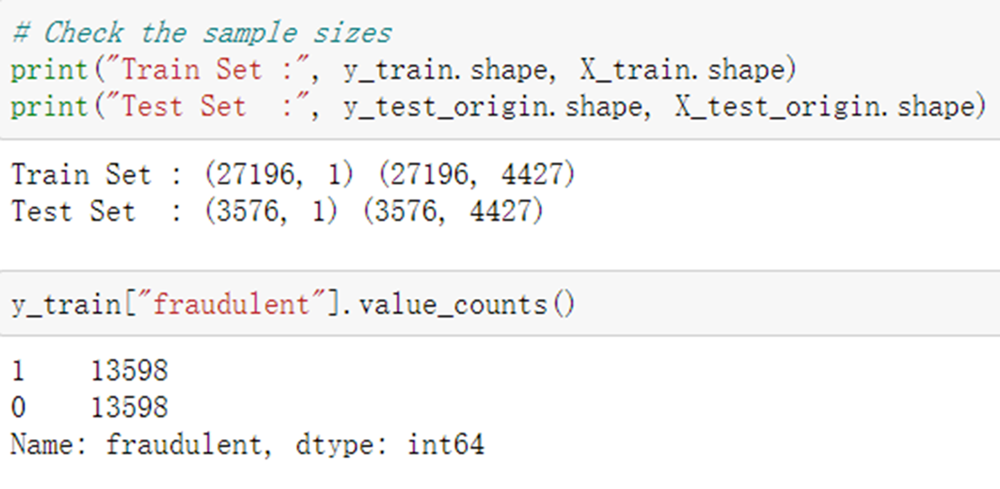 # Check the sample sizes
print("Train Set :", y_train.shape, X_train.shape)
print("Test Set  :", y_test_origin.shape, X_test_origin.shape)
Train Set : (27196, 1) (27196, 4427)
Test Set  : (3576, 1) (3576, 4427)
y_train["fraudulent"].value_counts()
1    13598
0    13598
Name: fraudulent, dtype: int64